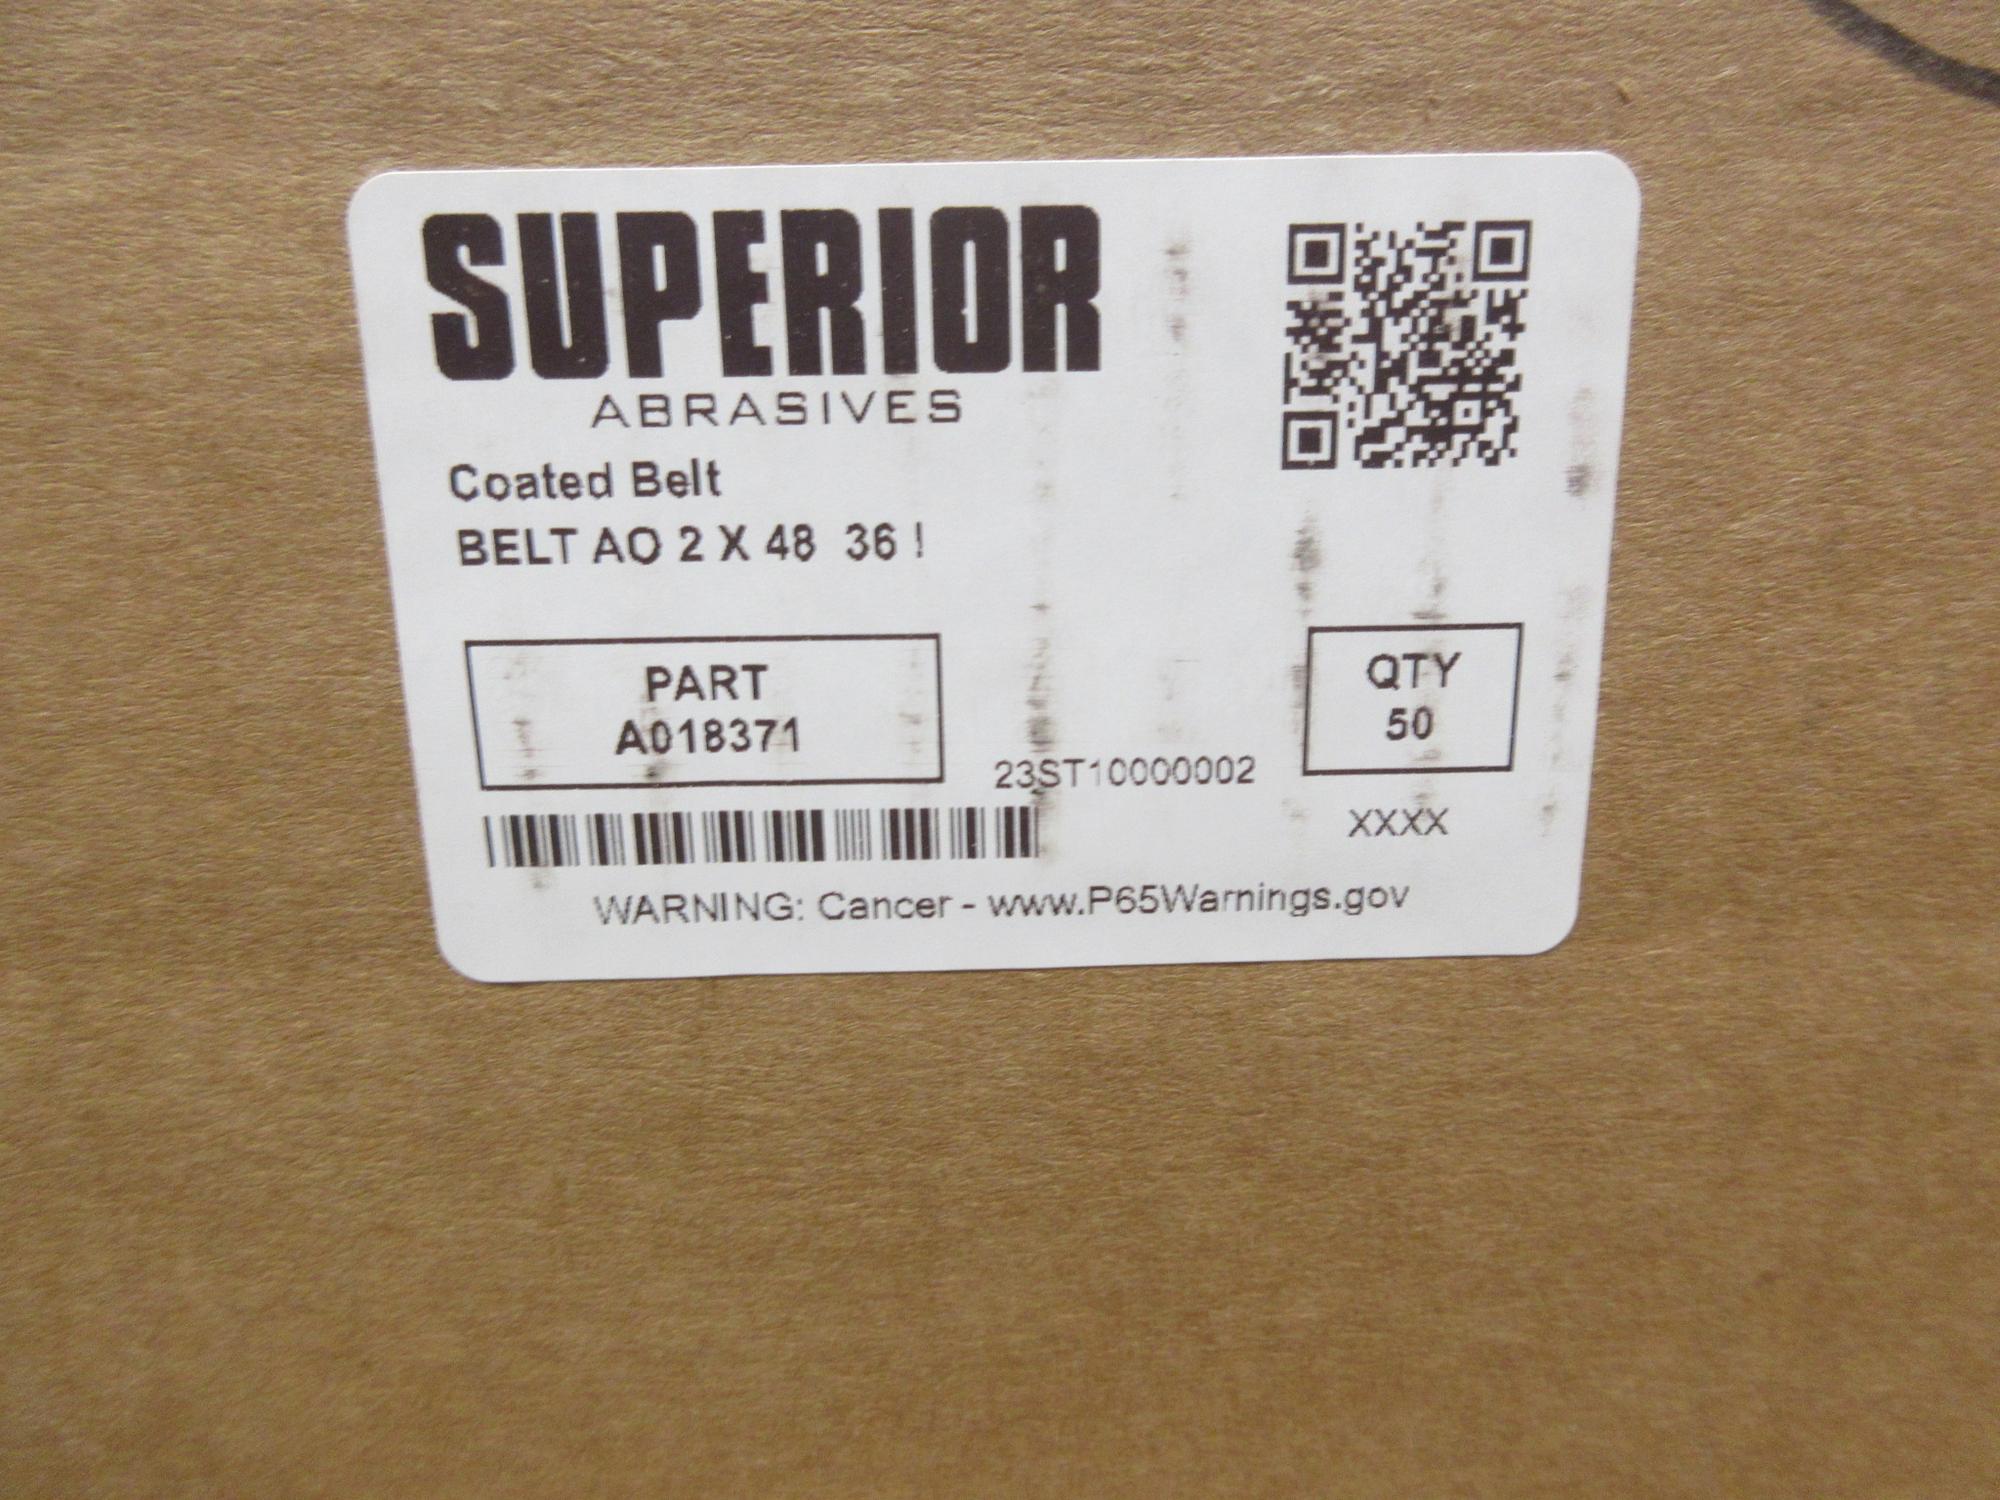 SUPERIOR
ABRASIVES
Coated Belt
BELT AO 2 X 48  36 !
PART
A018371
QTY
50
23ST10000002
XXXX
WARNING: Cancer - www.P65Warnings.gov